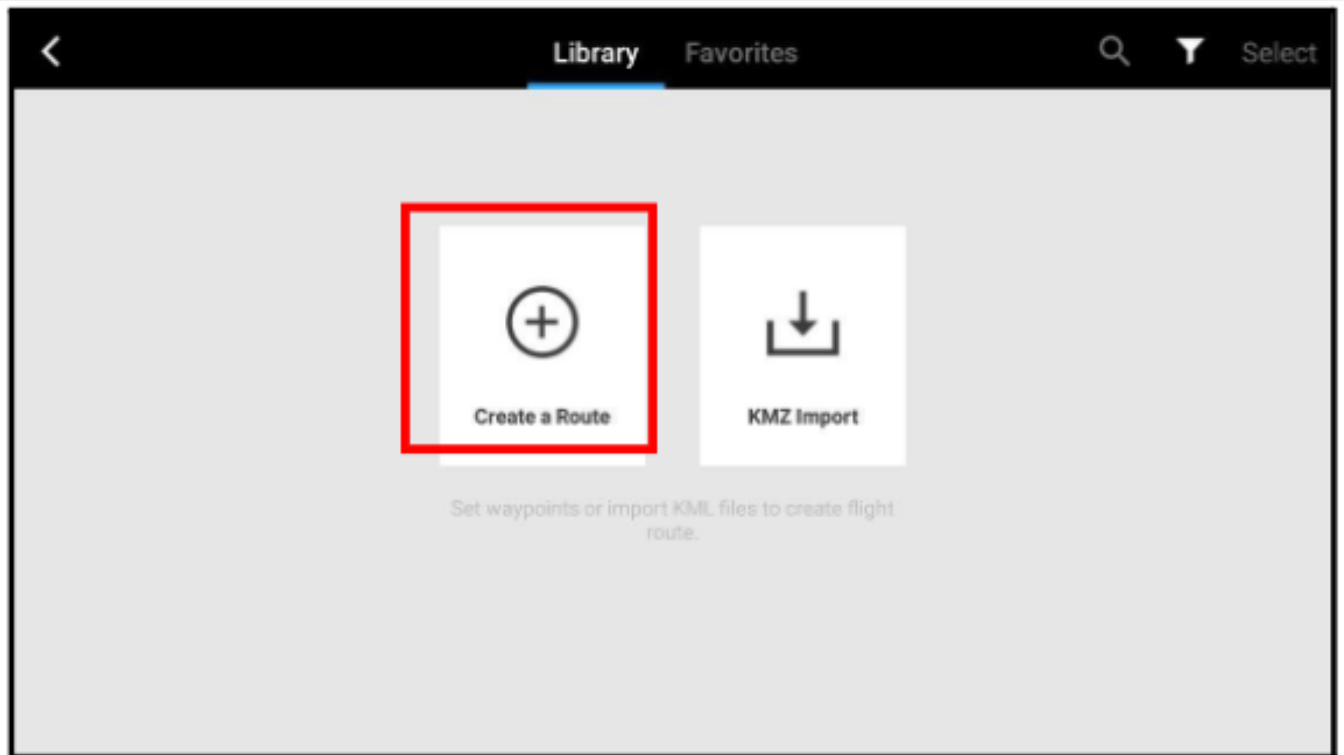 Library Favorites Select
Create a Route KMZ Import
Set waypoints or import KML files to create flight
route.